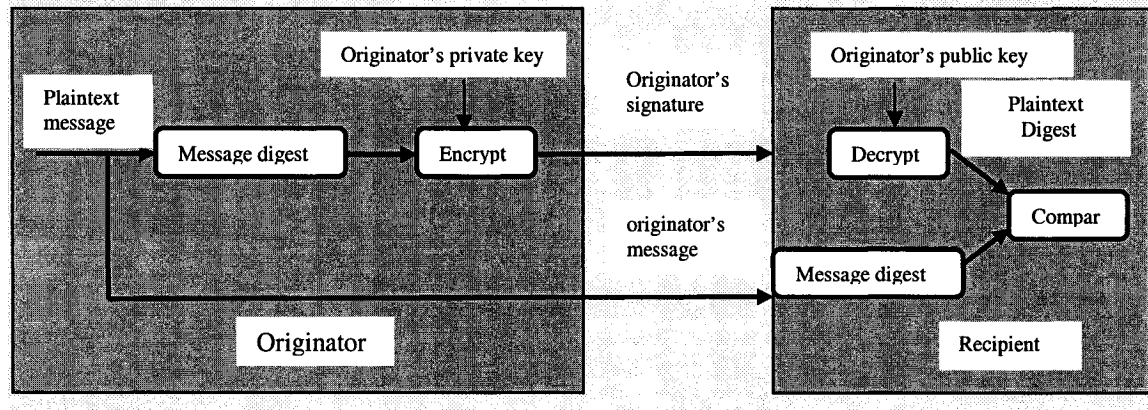 Originator's private key
Plaintext
message
Message digest
Encrypt
Originator
Originator's
signature
originator's
message
Originator's public key
Plaintext
Digest
Decrypt
Compar
Message digest
Recipient